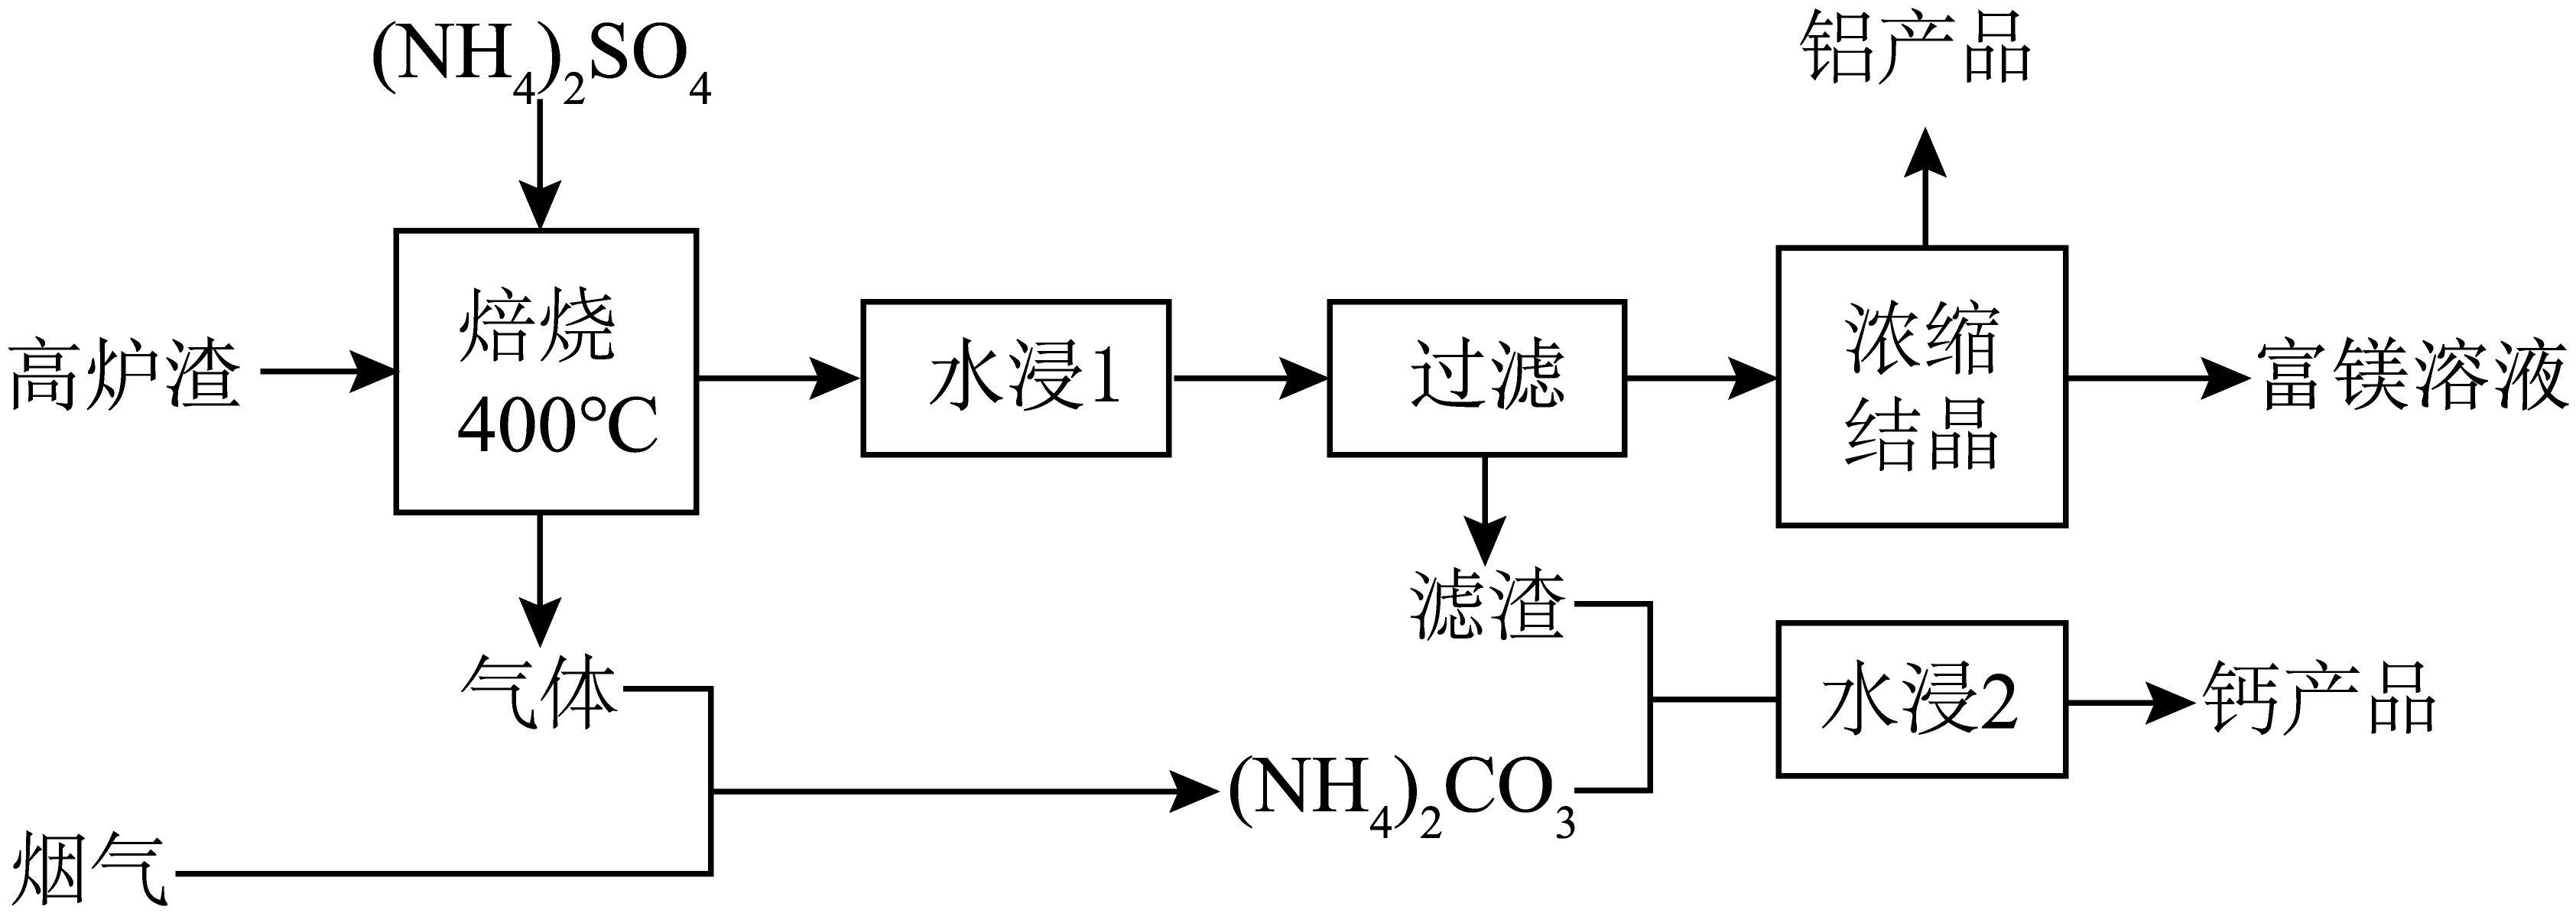 (NH₄)₂SO₄
铝产品
高炉渣
焙烧
400℃
水浸1
过滤
浓缩
结晶
富镁溶液
气体
滤渣
水浸2
钙产品
(NH₄)₂CO₃
烟气